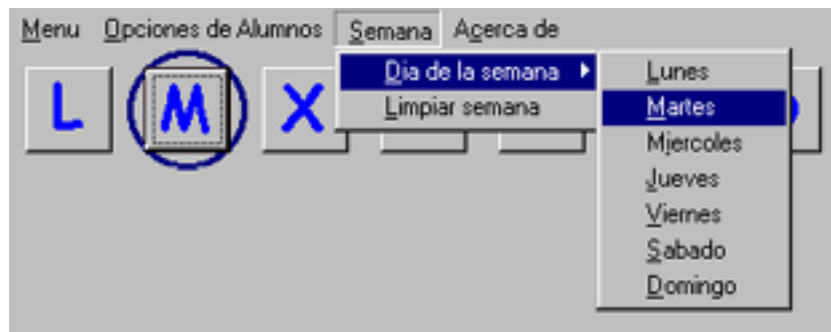 Menu Opciones de Alumnos Semana Acerca de
L M X
Dia de la semana
Limpiar semana
Lunes
Martes
Mjercoles
Jueves
Viernes
Sabado
Domingo